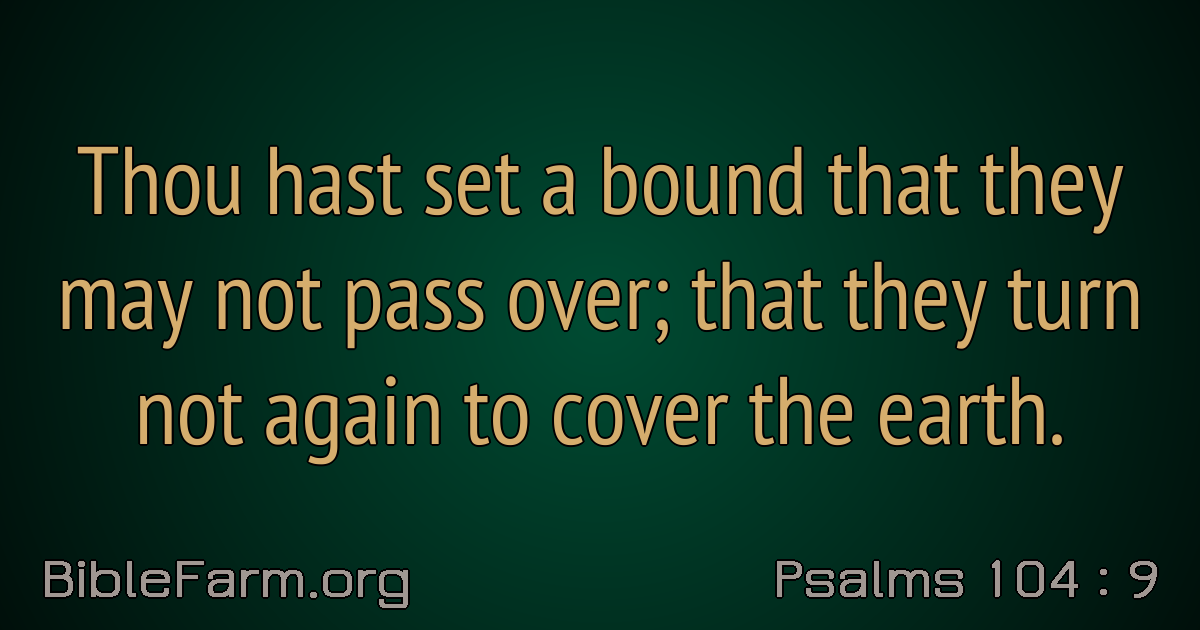 Thou hast set a bound that they
may not pass over; that they turn
not again to cover the earth.
BibleFarm.org
Psalms 104 : 9